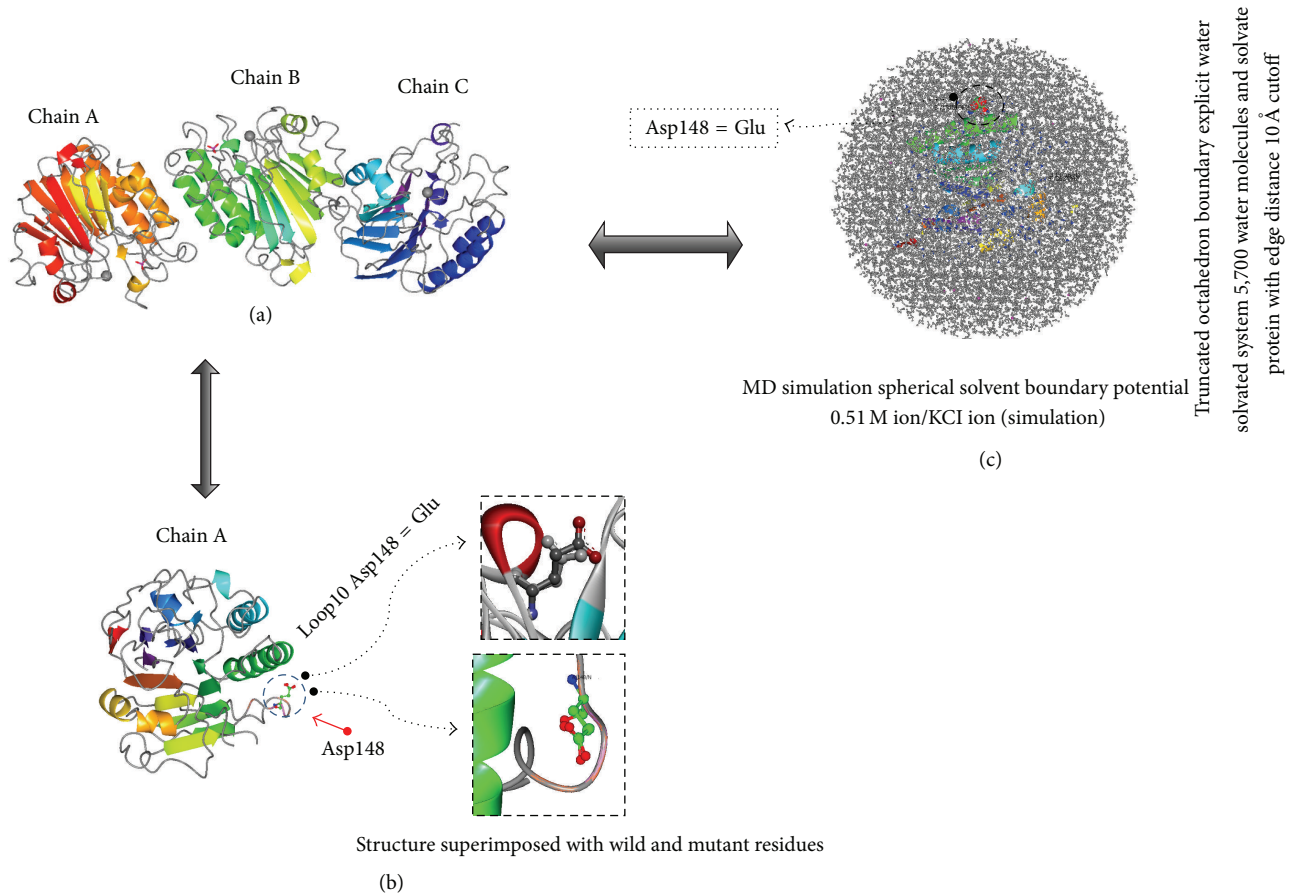 Chain A
Chain B
Chain C
(a)
Asp148 = Glu
Truncated octahedron boundary explicit water
solvated system 5,700 water molecules and solvate
protein with edge distance 10 Å cutoff
MD simulation spherical solvent boundary potential
0.51 M ion/KCI ion (simulation)
(c)
Chain A
Loop10 Asp148 = Glu
Asp148
Structure superimposed with wild and mutant residues
(b)